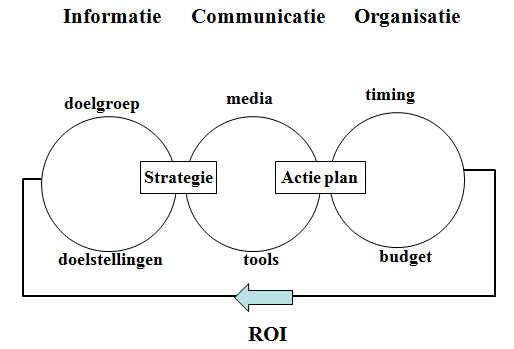 Informatie Communicatie Organisatie
doelgroep media timing
Strategie Actie plan
doelstellingen tools budget
ROI